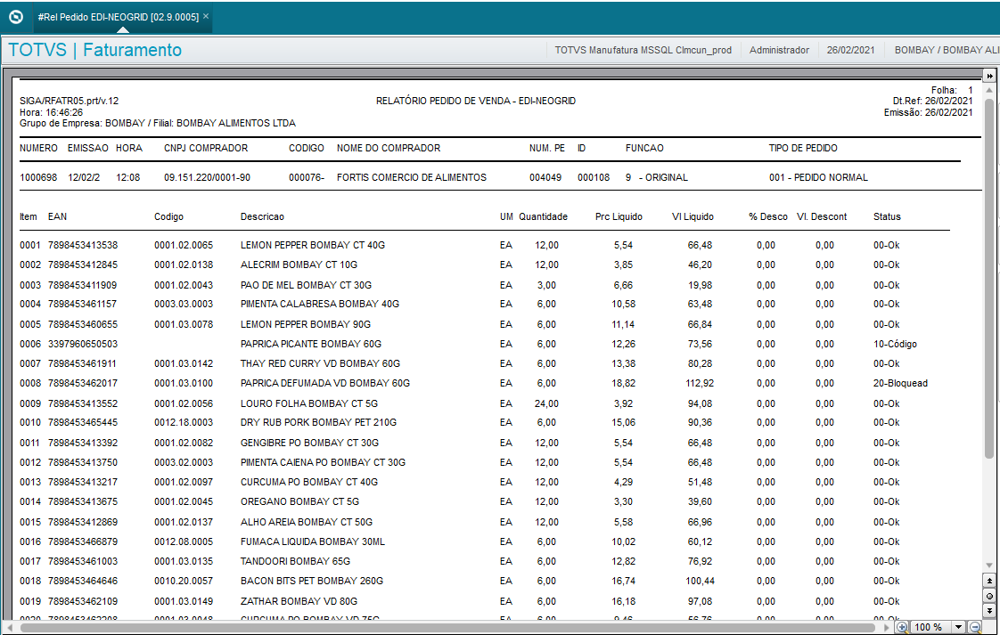 #Rel Pedido EDI-NEOGRID [02.9.0005] ×
TOTVS | Faturamento TOTVS Manufatura MSSQL Clmcun_prod Administrador 26/02/2021 BOMBAY / BOMBAY ALI
Folha: 1
SIGA/RFATR05.prt/v.12 RELATÓRIO PEDIDO DE VENDA - EDI-NEOGRID Dt.Ref: 26/02/2021
Hora: 16:46:26 Emissão: 26/02/2021
Grupo de Empresa: BOMBAY / Filial: BOMBAY ALIMENTOS LTDA
NUMERO EMISSAO HORA CNPJ COMPRADOR CODIGO NOME DO COMPRADOR NUM. PE ID FUNCAO TIPO DE PEDIDO
1000698 12/02/2 12:08 09.151.220/0001-90 000076- FORTIS COMERCIO DE ALIMENTOS 004049 000108 9 - ORIGINAL 001 - PEDIDO NORMAL
Item EAN Codigo Descricao UM Quantidade Prc Liquido Vl Liquido % Desco Vl. Descont Status
0001 7898453413538 0001.02.0065 LEMON PEPPER BOMBAY CT 40G EA 12,00 5,54 66,48 0,00 0,00 00-Ok
0002 7898453412845 0001.02.0138 ALECRIM BOMBAY CT 10G EA 12,00 3,85 46,20 0,00 0,00 00-Ok
0003 7898453411909 0001.02.0043 PAO DE MEL BOMBAY CT 30G EA 3,00 6,66 19,98 0,00 0,00 00-Ok
0004 7898453461157 0003.03.0003 PIMENTA CALABRESA BOMBAY 40G EA 6,00 10,58 63,48 0,00 0,00 00-Ok
0005 7898453460655 0001.03.0078 LEMON PEPPER BOMBAY 90G EA 6,00 11,14 66,84 0,00 0,00 00-Ok
0006 3397960650503 PAPRICA PICANTE BOMBAY 60G EA 6,00 12,26 73,56 0,00 0,00 10-Código
0007 7898453461911 0001.03.0142 THAY RED CURRY VD BOMBAY 60G EA 6,00 13,38 80,28 0,00 0,00 00-Ok
0008 7898453462017 0001.03.0100 PAPRICA DEFUMADA VD BOMBAY 60G EA 6,00 18,82 112,92 0,00 0,00 20-Bloquead
0009 7898453413552 0001.02.0056 LOURO FOLHA BOMBAY CT 5G EA 24,00 3,92 94,08 0,00 0,00 00-Ok
0010 7898453465445 0012.18.0003 DRY RUB PORK BOMBAY PET 210G EA 6,00 15,06 90,36 0,00 0,00 00-Ok
0011 7898453413392 0001.02.0082 GENGIBRE PO BOMBAY CT 30G EA 12,00 5,54 66,48 0,00 0,00 00-Ok
0012 7898453413750 0003.02.0003 PIMENTA CAIENA PO BOMBAY CT 30G EA 12,00 5,54 66,48 0,00 0,00 00-Ok
0013 7898453413217 0001.02.0097 CURCUMA PO BOMBAY CT 40G EA 12,00 4,29 51,48 0,00 0,00 00-Ok
0014 7898453413675 0001.02.0045 OREGANO BOMBAY CT 5G EA 12,00 3,30 39,60 0,00 0,00 00-Ok
0015 7898453412869 0001.02.0137 ALHO AREIA BOMBAY CT 50G EA 12,00 5,58 66,96 0,00 0,00 00-Ok
0016 7898453466879 0012.08.0005 FUMACA LIQUIDA BOMBAY 30ML EA 6,00 10,02 60,12 0,00 0,00 00-Ok
0017 7898453461003 0001.03.0135 TANDOORI BOMBAY 65G EA 6,00 12,82 76,92 0,00 0,00 00-Ok
0018 7898453464646 0010.20.0057 BACON BITS PET BOMBAY 260G EA 6,00 16,74 100,44 0,00 0,00 00-Ok
0019 7898453462109 0001.03.0149 ZATHAR BOMBAY VD 80G EA 6,00 16,18 97,08 0,00 0,00 00-Ok
0020 7898453462208 0001.03.0048 CURCUMA PO BOMBAY VD 75G EA 6,00 9,46 56,76 0,00 0,00 00-Ok
100 %